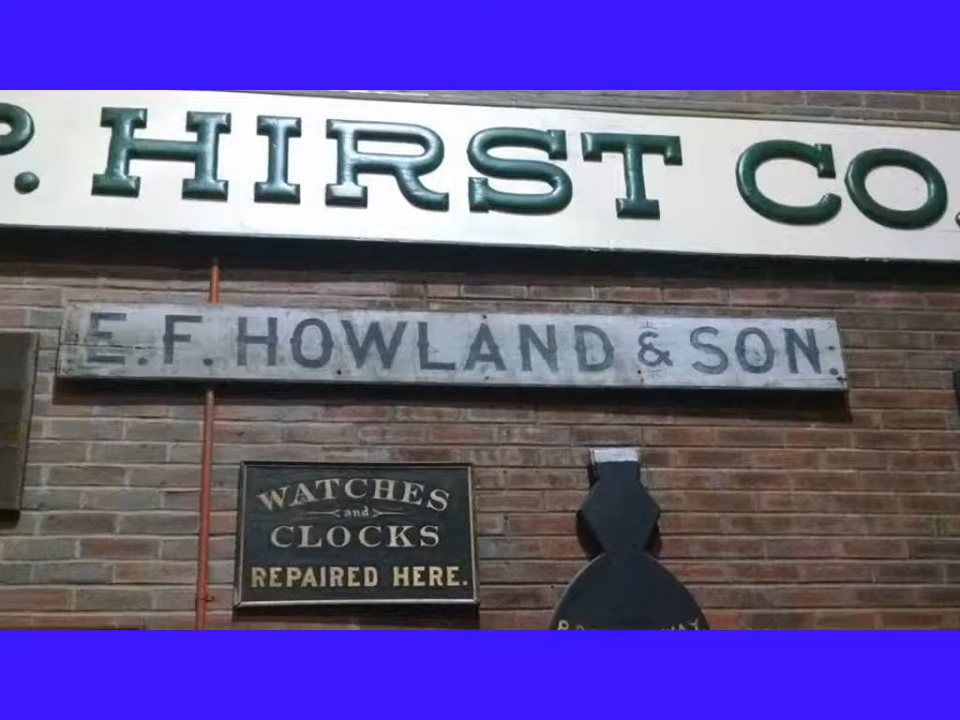 P. HIRST CO.
E.F. HOWLAND & SON.
WATCHES
and
CLOCKS
REPAIRED HERE.